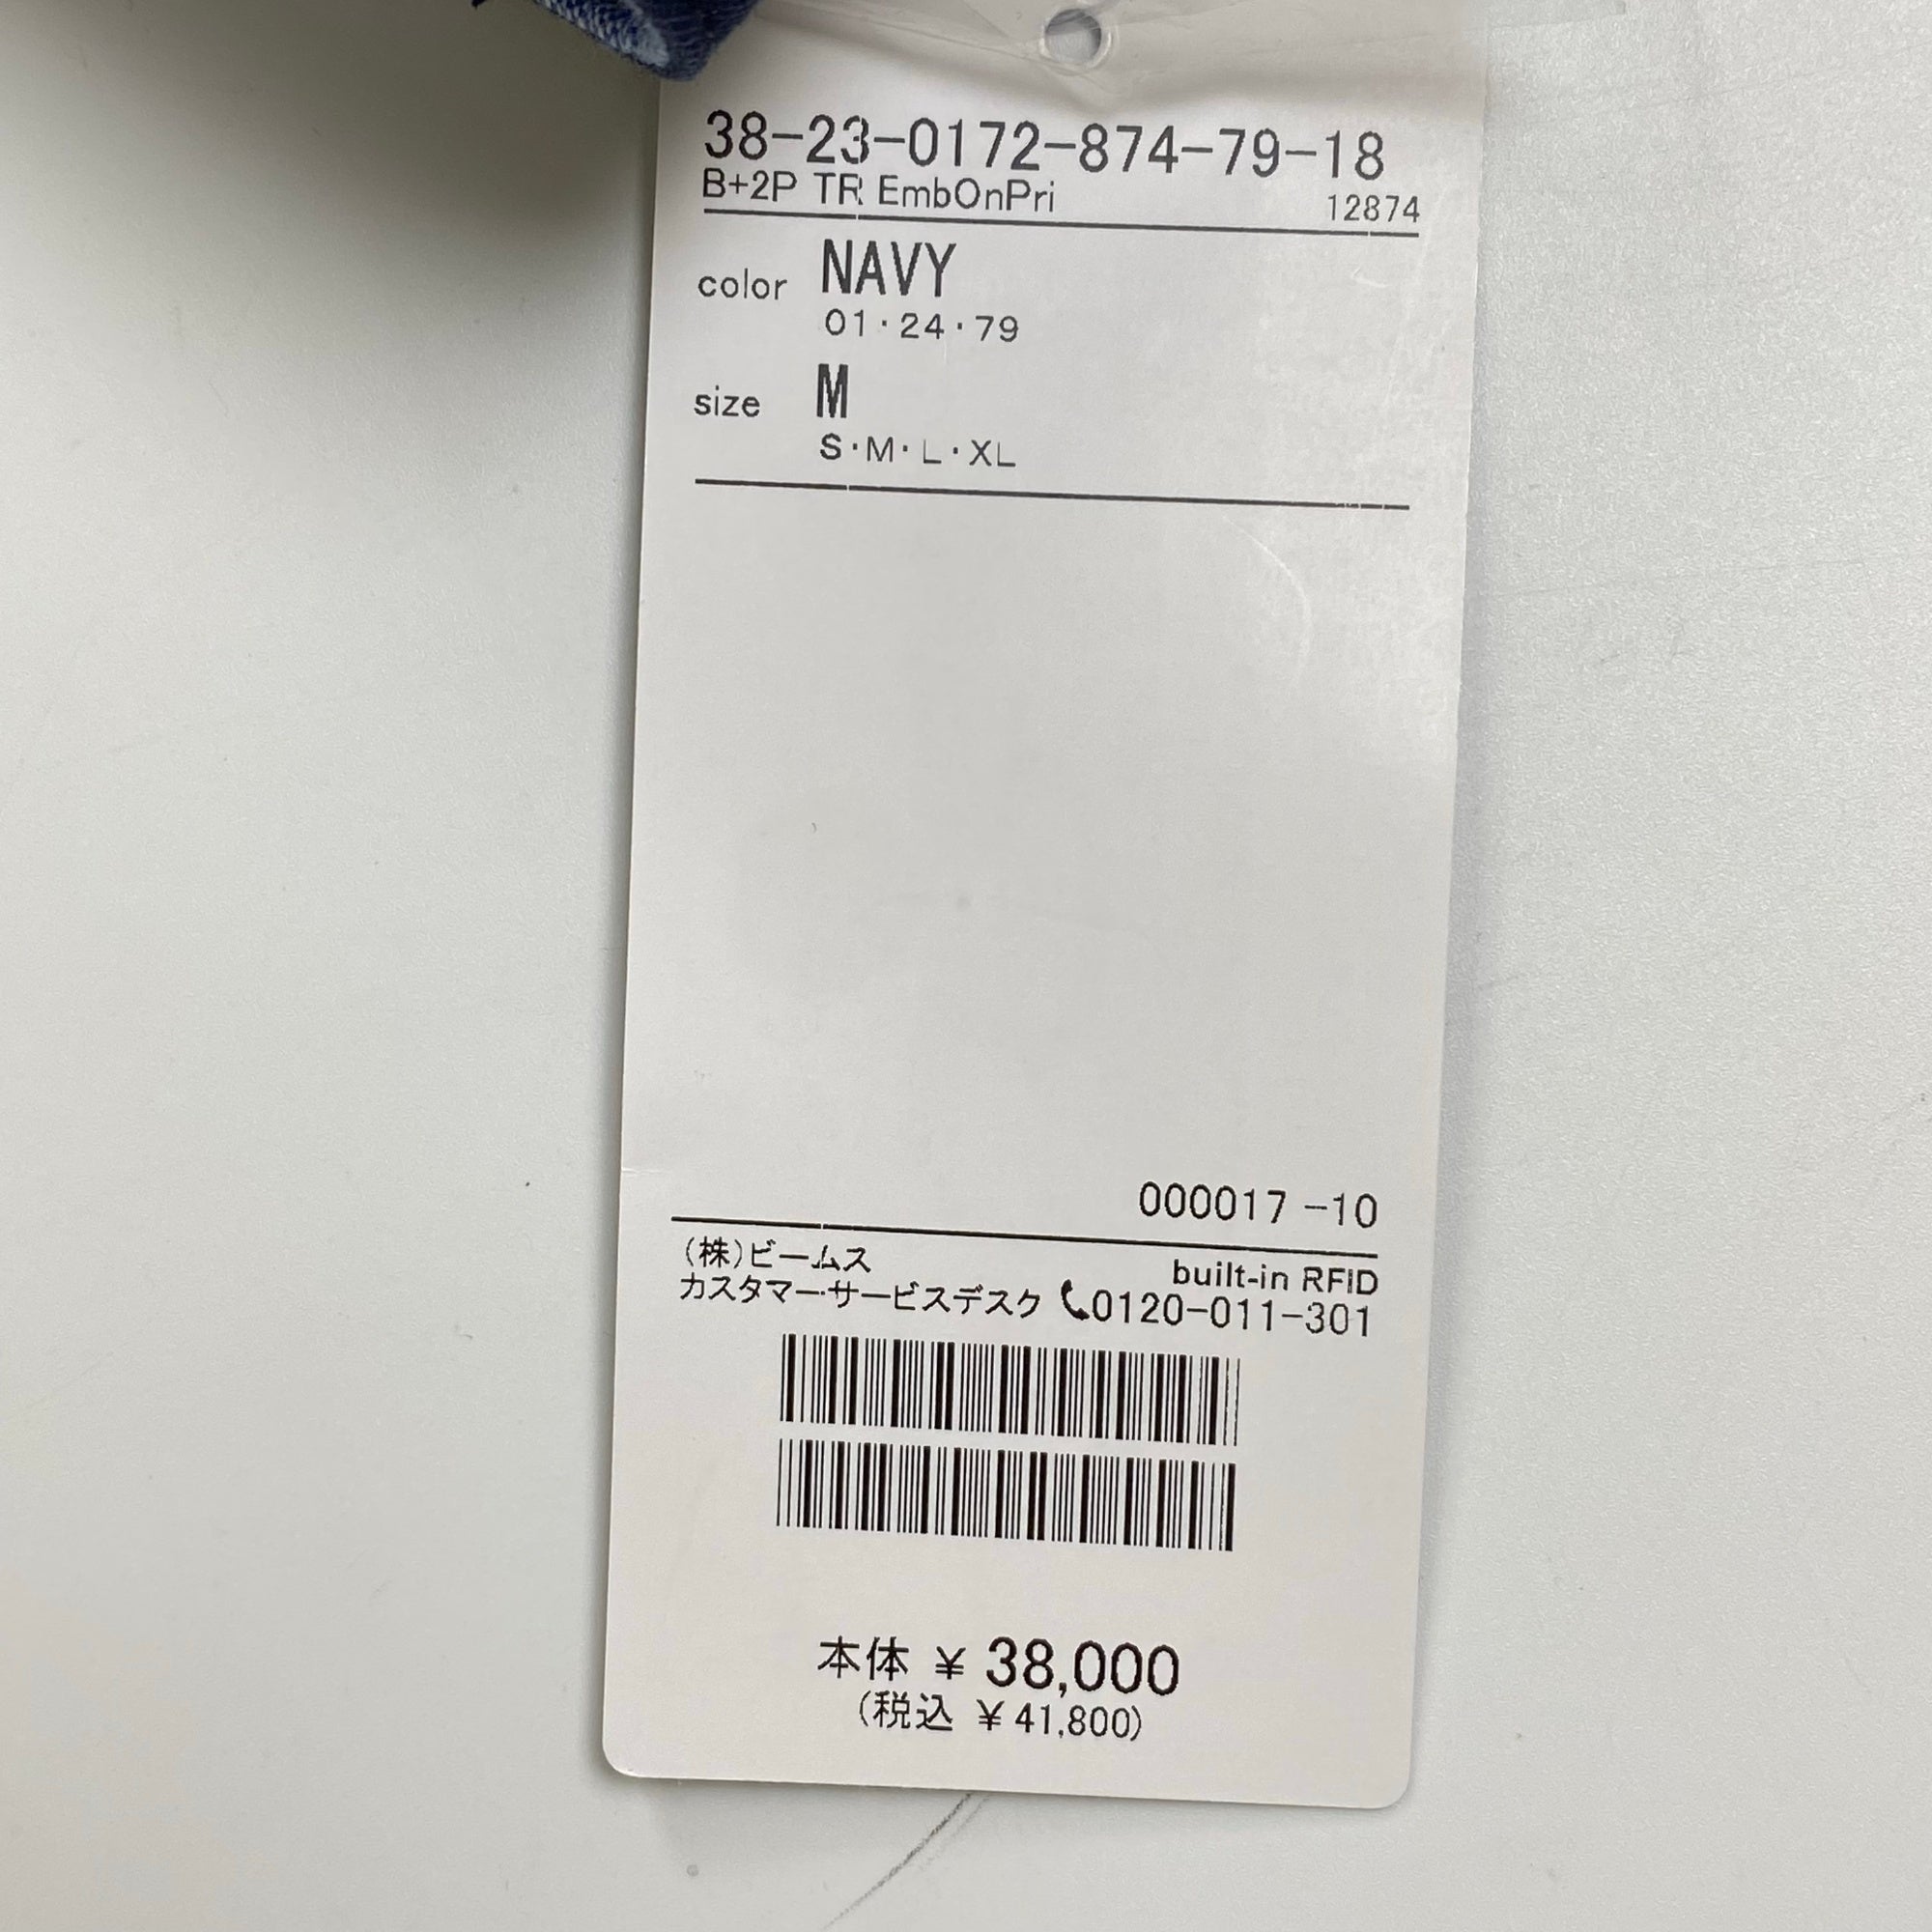 38-23-0172-874-79-18
B+2P TR EmbOnPri 12874
color NAVY
01・24・79
size M
S・M・L・XL
000017 -10
(株)ビームス built-in RFID
カスタマー・サービスデスク 0120-011-301
本体 ¥ 38,000
(税込 ¥ 41,800)